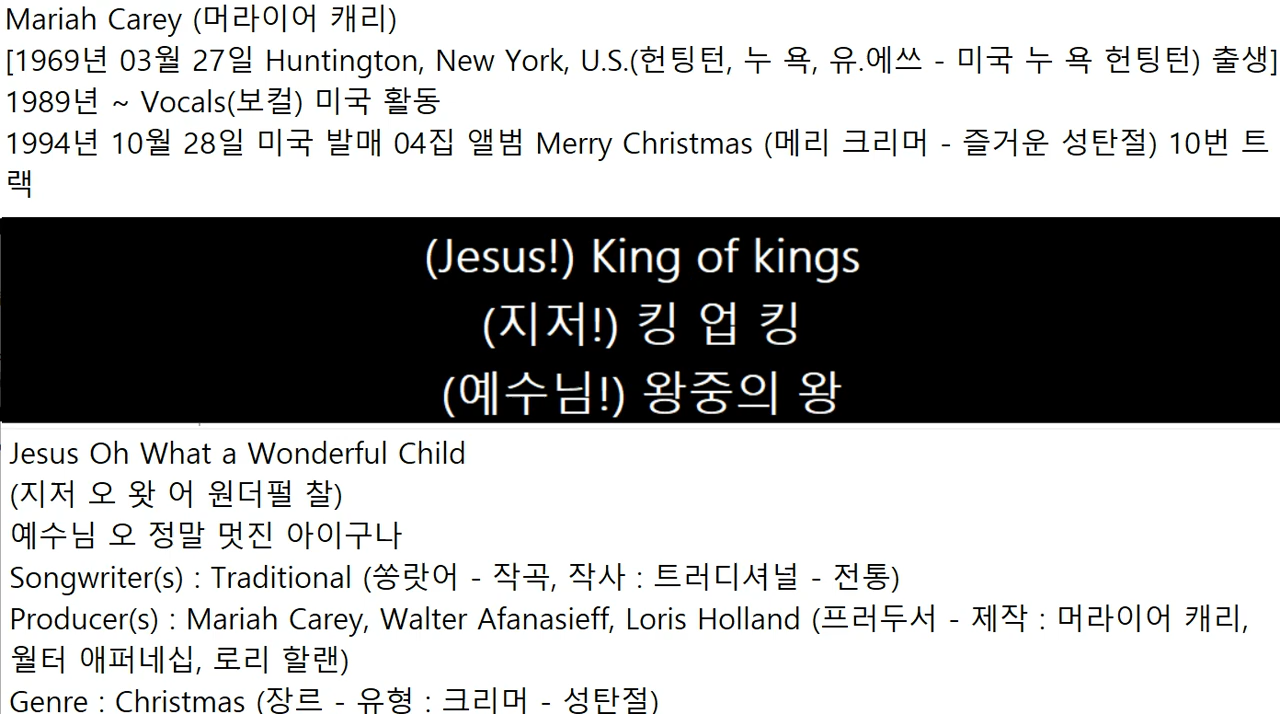 Mariah Carey (머라이어 캐리)
[1969년 03월 27일 Huntington, New York, U.S.(헌팅턴, 누 욕, 유.에쓰 - 미국 누 욕 헌팅턴) 출생]
1989년 ~ Vocals(보컬) 미국 활동
1994년 10월 28일 미국 발매 04집 앨범 Merry Christmas (메리 크리머 - 즐거운 성탄절) 10번 트
랙
(Jesus!) King of kings
(지저!) 킹 업 킹
(예수님!) 왕중의 왕
Jesus Oh What a Wonderful Child
(지저 오 왓 어 원더펄 찰)
예수님 오 정말 멋진 아이구나
Songwriter(s) : Traditional (쏭랏어 - 작곡, 작사 : 트러디셔널 - 전통)
Producer(s) : Mariah Carey, Walter Afanasieff, Loris Holland (프러두서 - 제작 : 머라이어 캐리,
월터 애퍼네십, 로리 할랜)
Genre : Christmas (장르 - 유형 : 크리머 - 성탄절)